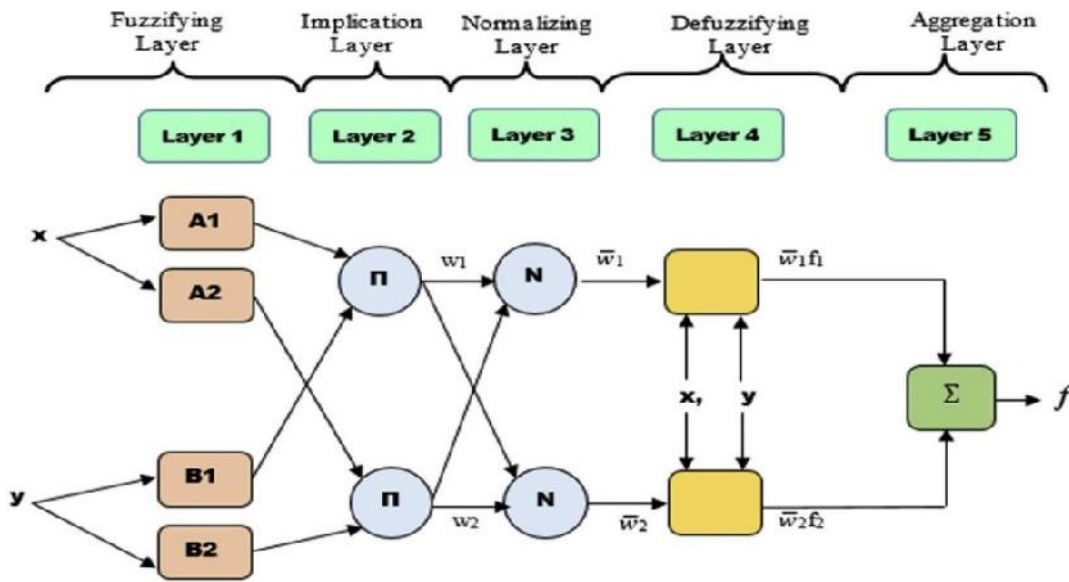 Fuzzifying Layer
Implication Layer
Normalizing Layer
Defuzzifying Layer
Aggregation Layer
Layer 1
Layer 2
Layer 3
Layer 4
Layer 5
x
A1
A2
Π
w₁
N
w̅₁
w̅₁f₁
x,
y
Σ
f
y
B1
B2
Π
w₂
N
w̅₂
w̅₂f₂